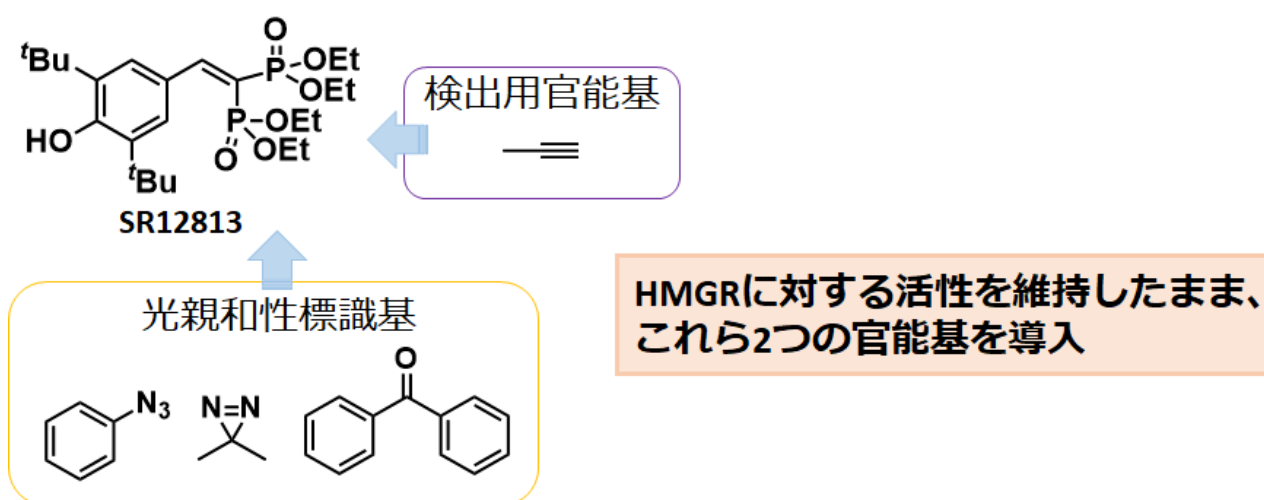 tBu
HO
tBu
O
P
OEt
OEt
P
OEt
OEt
O
SR12813
検出用官能基
光親和性標識基
N3
N=N
O
HMGRに対する活性を維持したまま、
これら2つの官能基を導入